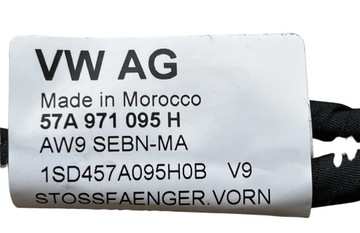 VW AG
Made in Morocco
57A 971 095 H
AW9 SEBN-MA
1SD457A095H0B V9
STOSSFAENGER.VORN